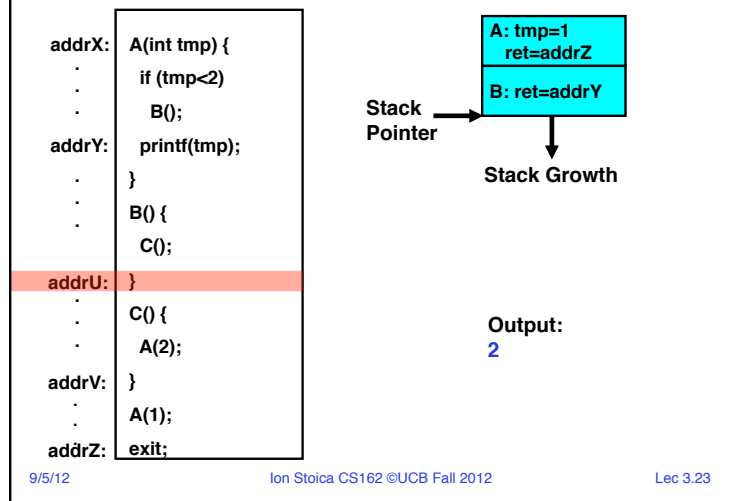 addrX: A(int tmp) {
. if (tmp<2)
. B();
addrY: printf(tmp);
. }
. B() {
. C();
addrU: }
. C() {
. A(2);
addrV: }
. A(1);
addrZ: exit;
A: tmp=1
ret=addrZ
B: ret=addrY
Stack
Pointer
Stack Growth
Output:
2
9/5/12 Ion Stoica CS162 ©UCB Fall 2012 Lec 3.23